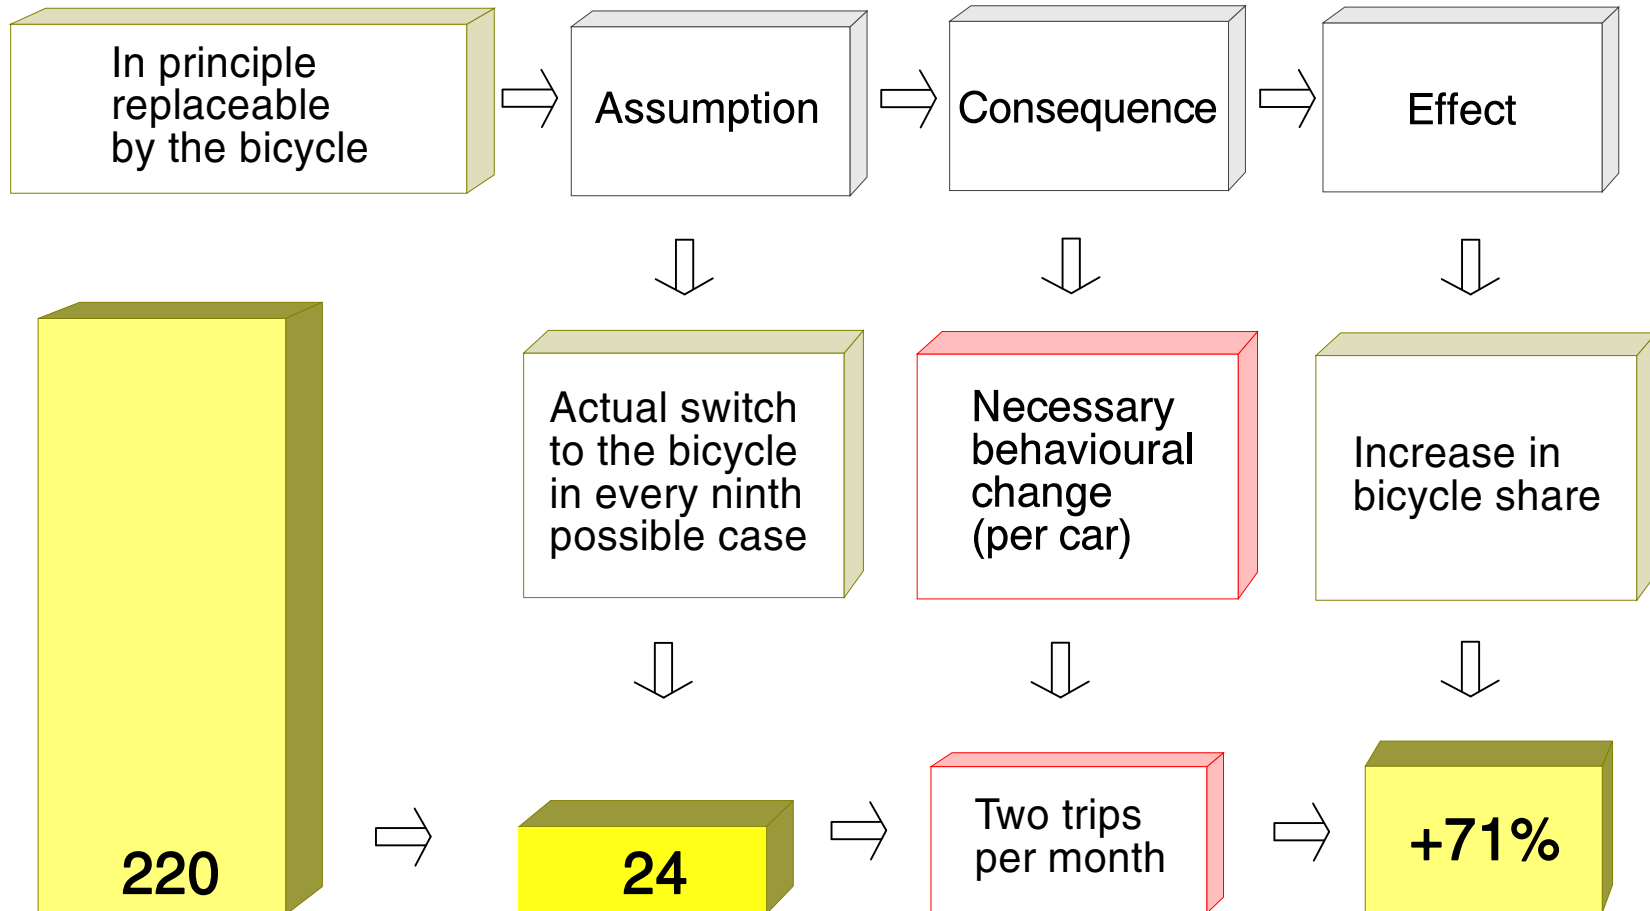 In principle
replaceable
by the bicycle
Assumption
Consequence
Effect
Actual switch
to the bicycle
in every ninth
possible case
Necessary
behavioural
change
(per car)
Increase in
bicycle share
220
24
Two trips
per month
+71%